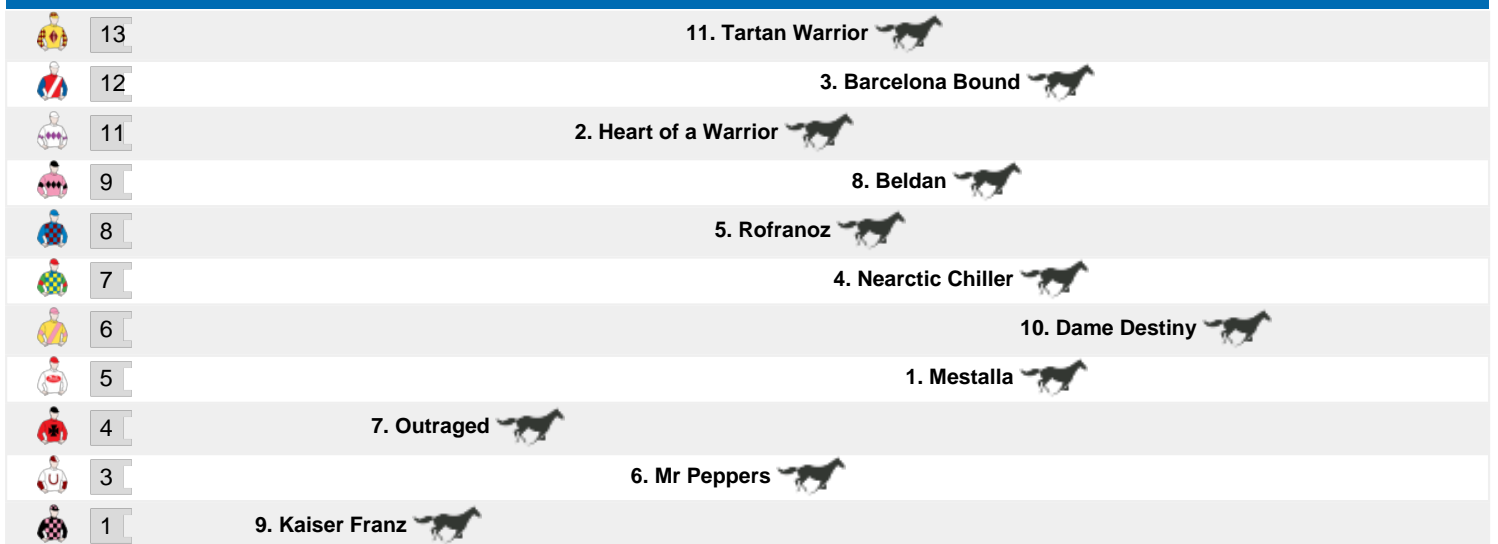 13 11. Tartan Warrior
12 3. Barcelona Bound
11 2. Heart of a Warrior
9 8. Beldan
8 5. Rofranoz
7 4. Nearctic Chiller
6 10. Dame Destiny
5 1. Mestalla
4 7. Outraged
3 6. Mr Peppers
1 9. Kaiser Franz